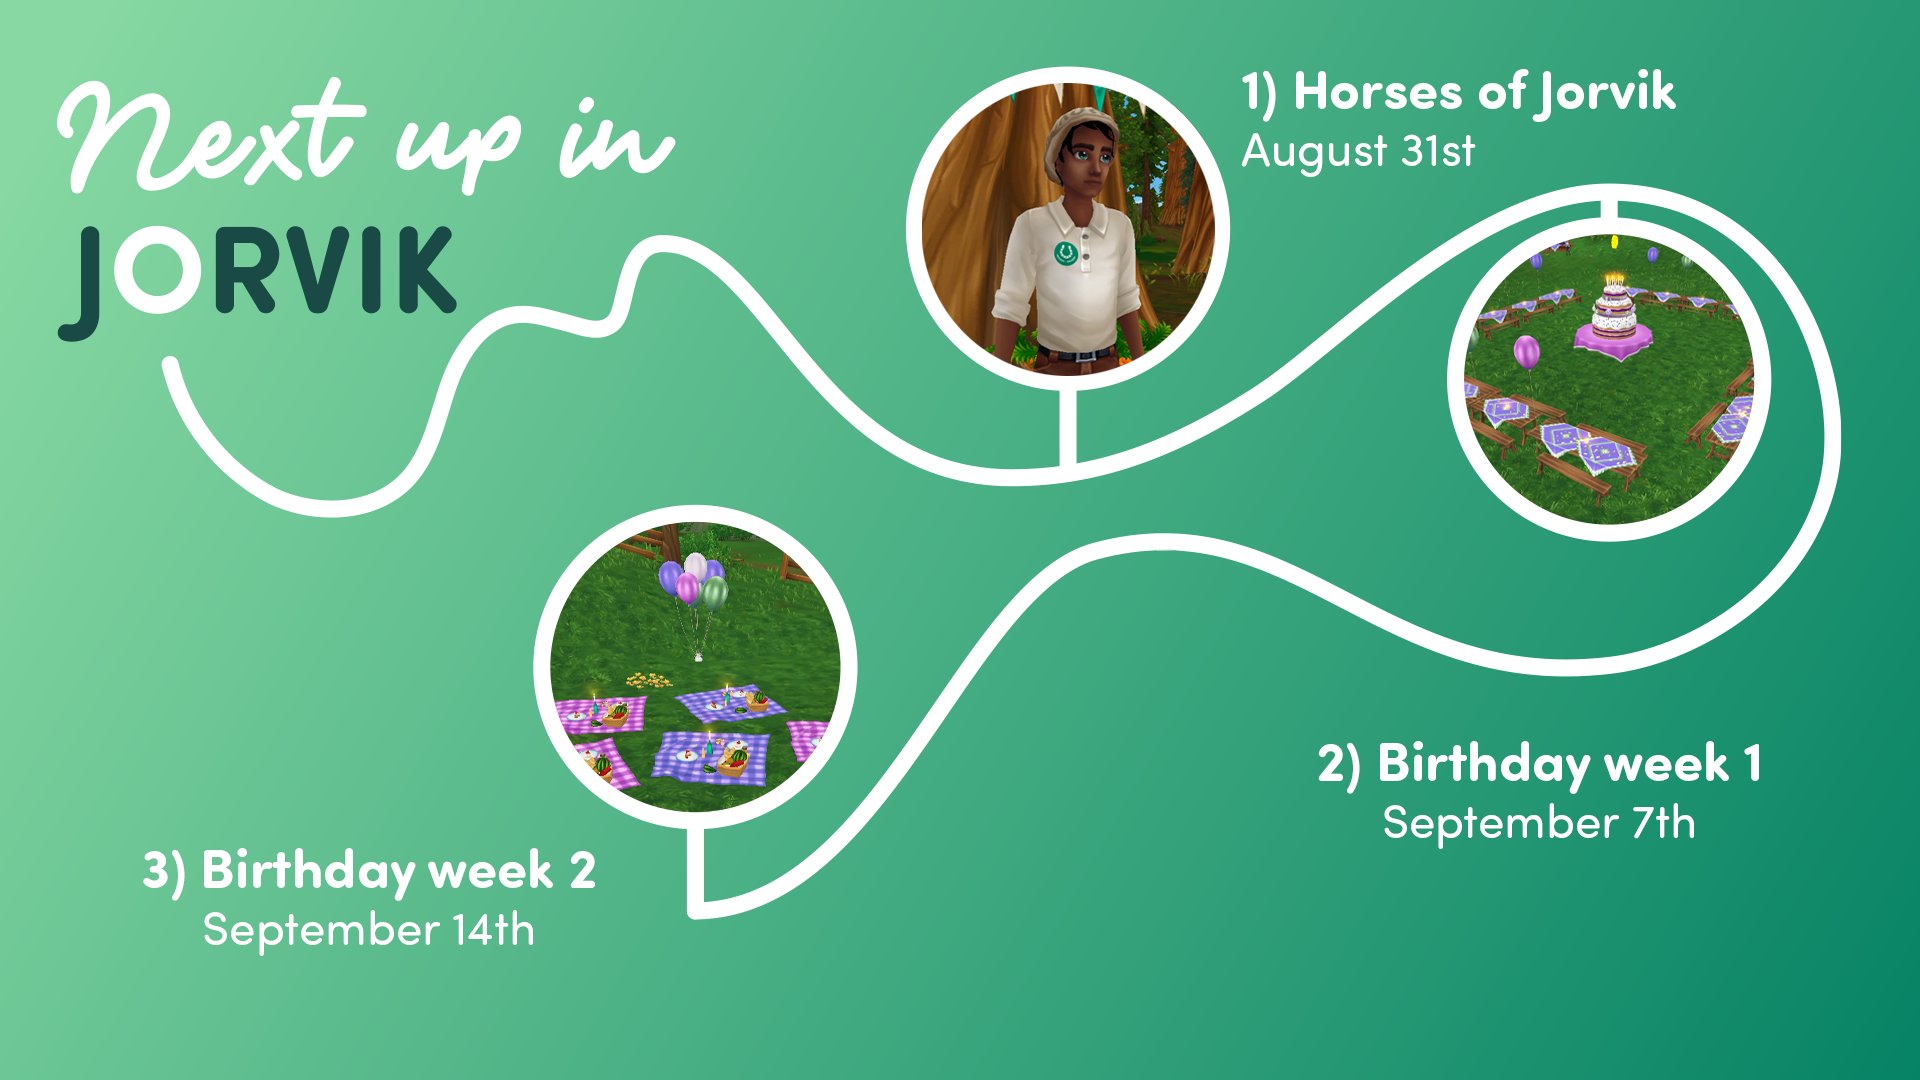 Next up in
JORVIK
1) Horses of Jorvik
August 31st
2) Birthday week 1
September 7th
3) Birthday week 2
September 14th